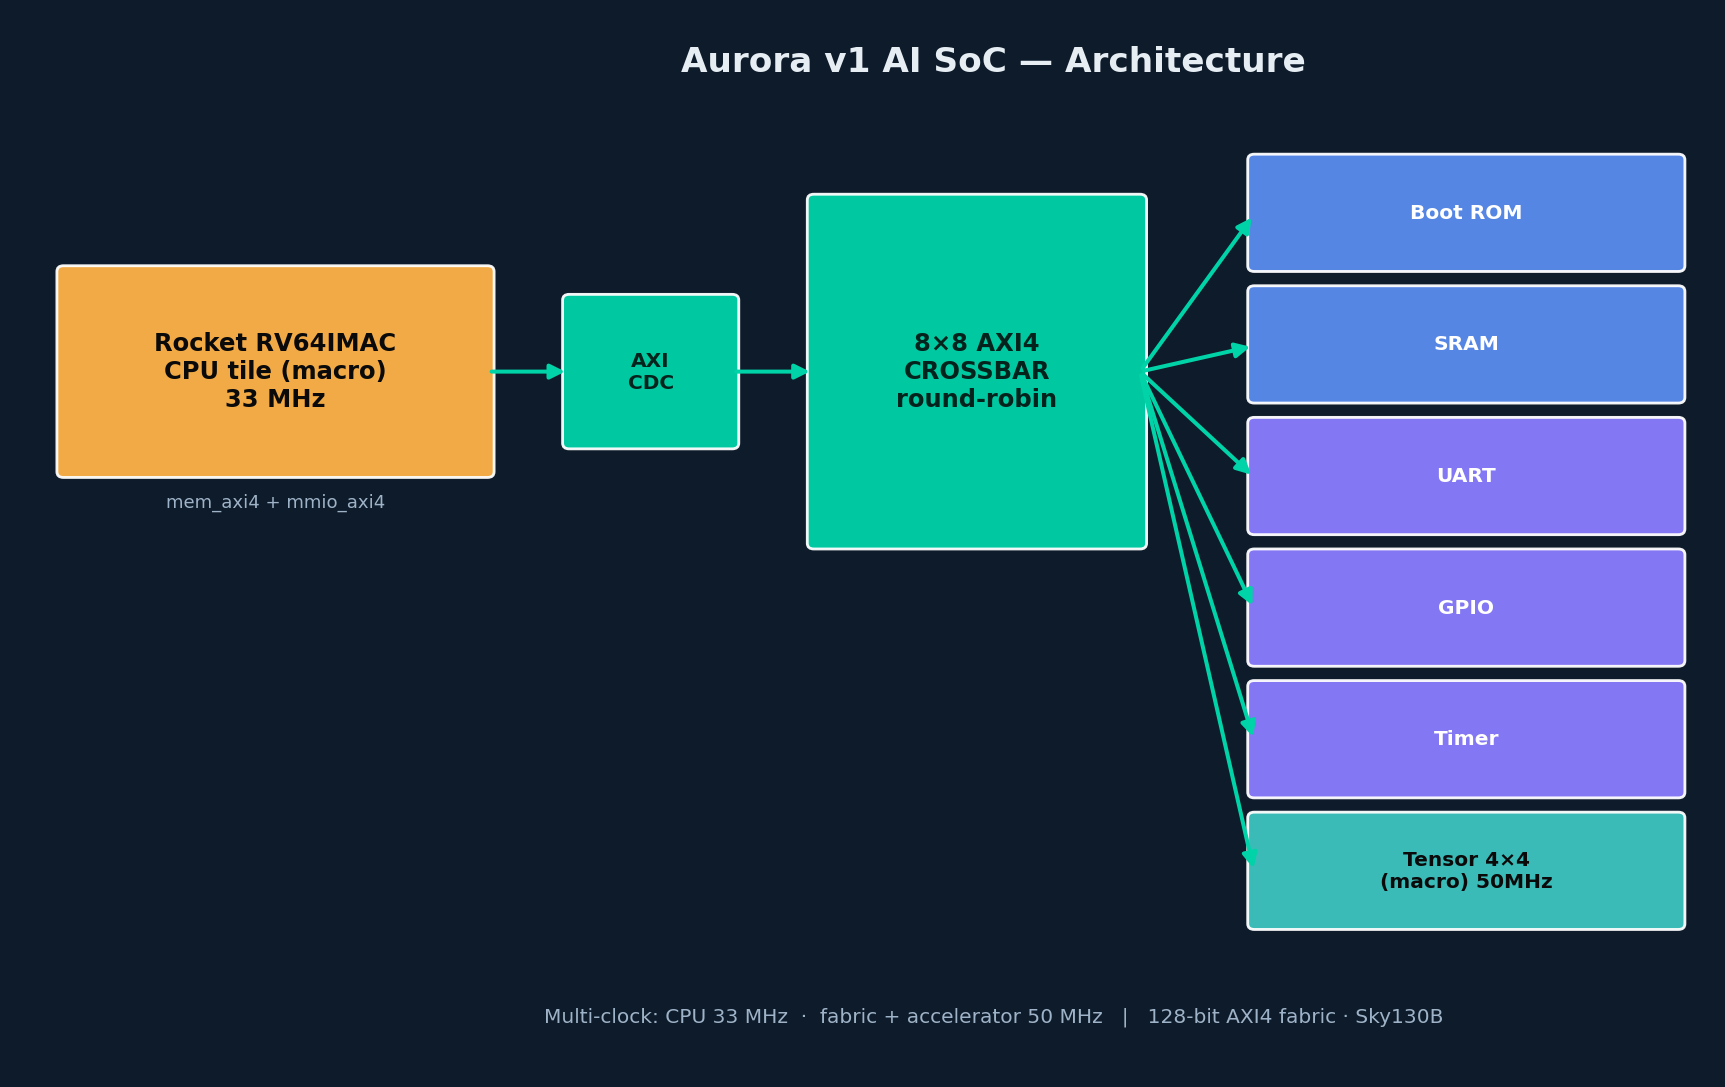 Aurora v1 AI SoC — Architecture
Rocket RV64IMAC
CPU tile (macro)
33 MHz
mem_axi4 + mmio_axi4
AXI
CDC
8×8 AXI4
CROSSBAR
round-robin
Boot ROM
SRAM
UART
GPIO
Timer
Tensor 4×4
(macro) 50MHz
Multi-clock: CPU 33 MHz · fabric + accelerator 50 MHz | 128-bit AXI4 fabric · Sky130B